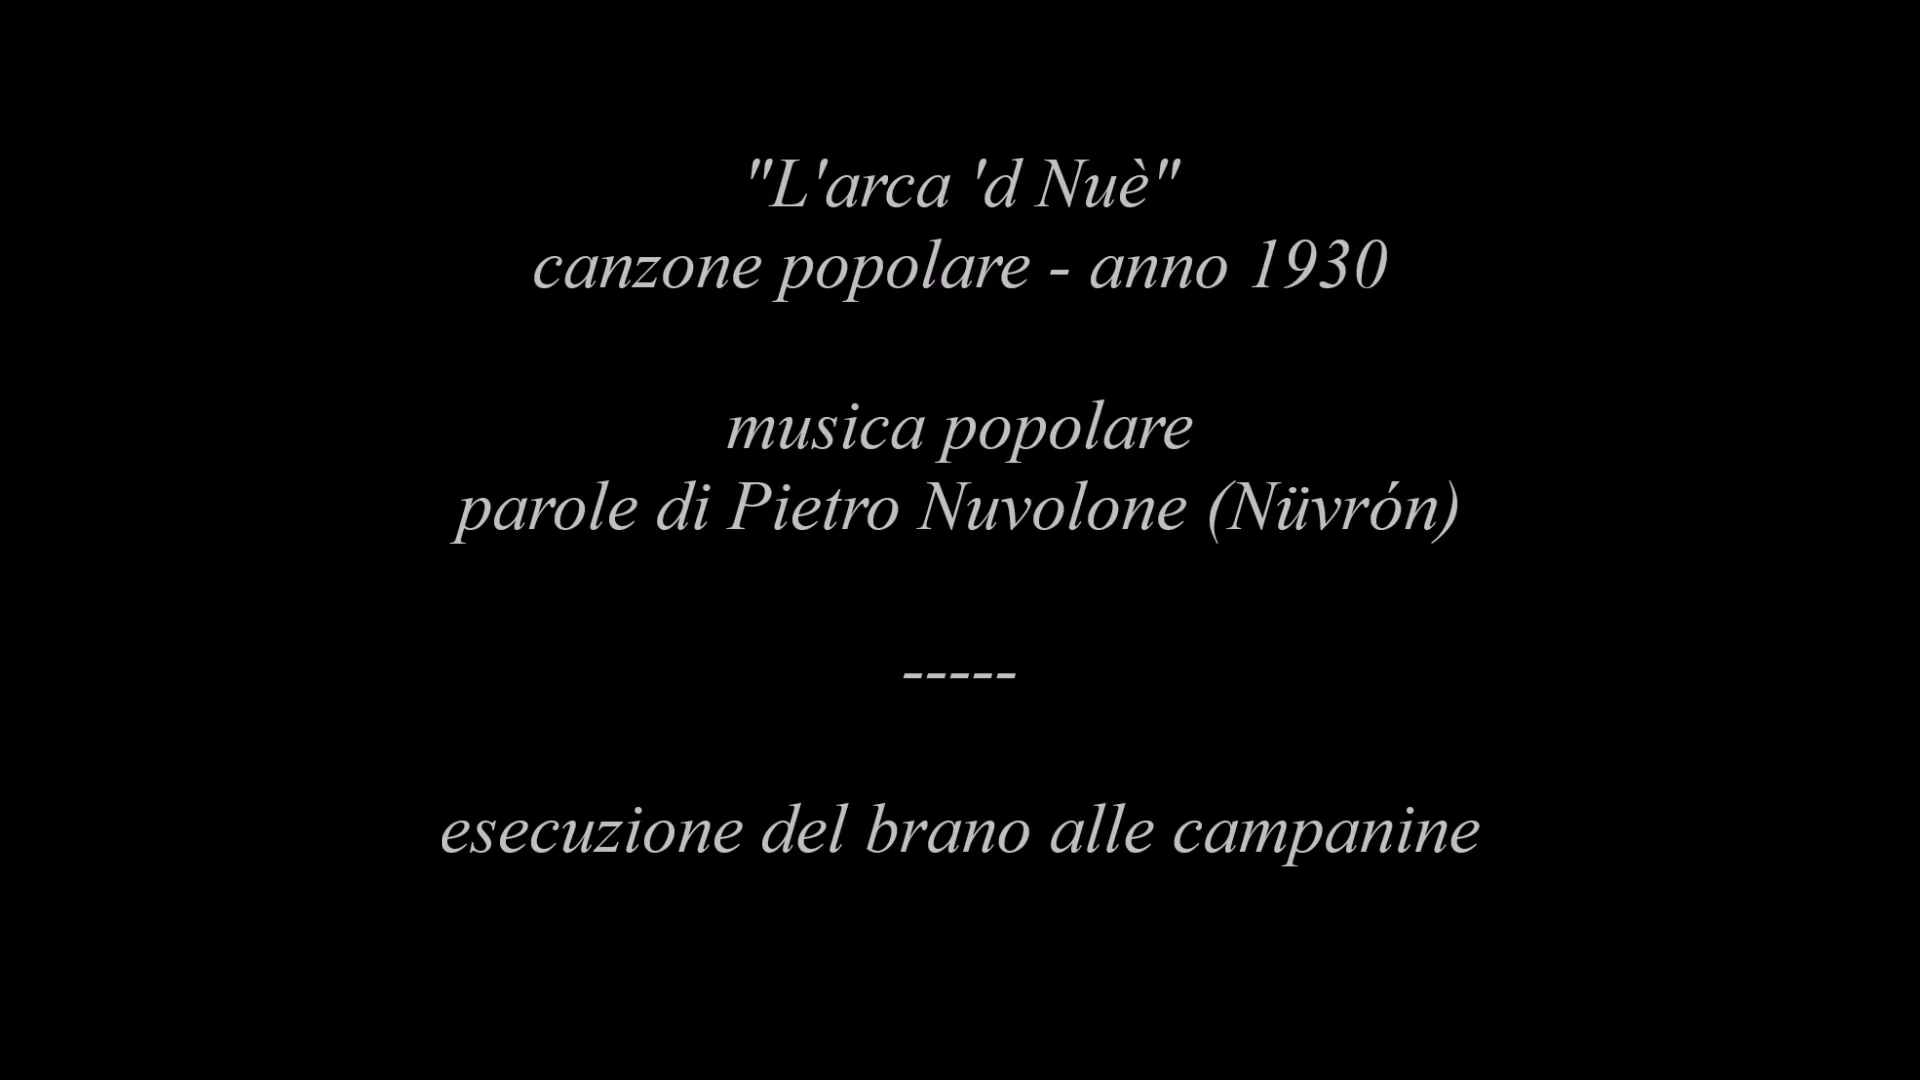 "L'arca 'd Nuè"
canzone popolare - anno 1930
musica popolare
parole di Pietro Nuvolone (Nüvrón)
-----
esecuzione del brano alle campanine